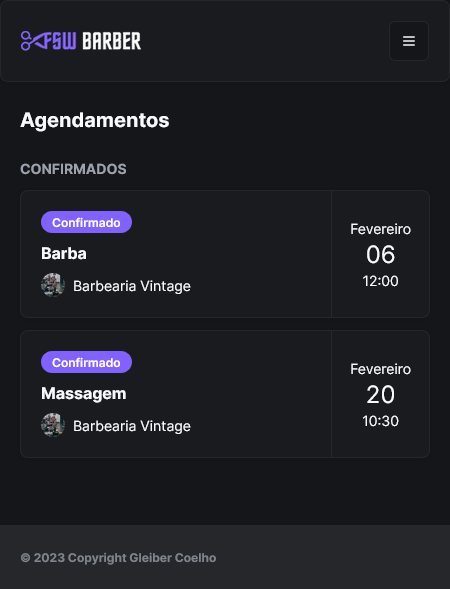 FSW BARBER
Agendamentos
CONFIRMADOS
Confirmado
Barba
Barbearia Vintage
Fevereiro
06
12:00
Confirmado
Massagem
Barbearia Vintage
Fevereiro
20
10:30
© 2023 Copyright Gleiber Coelho